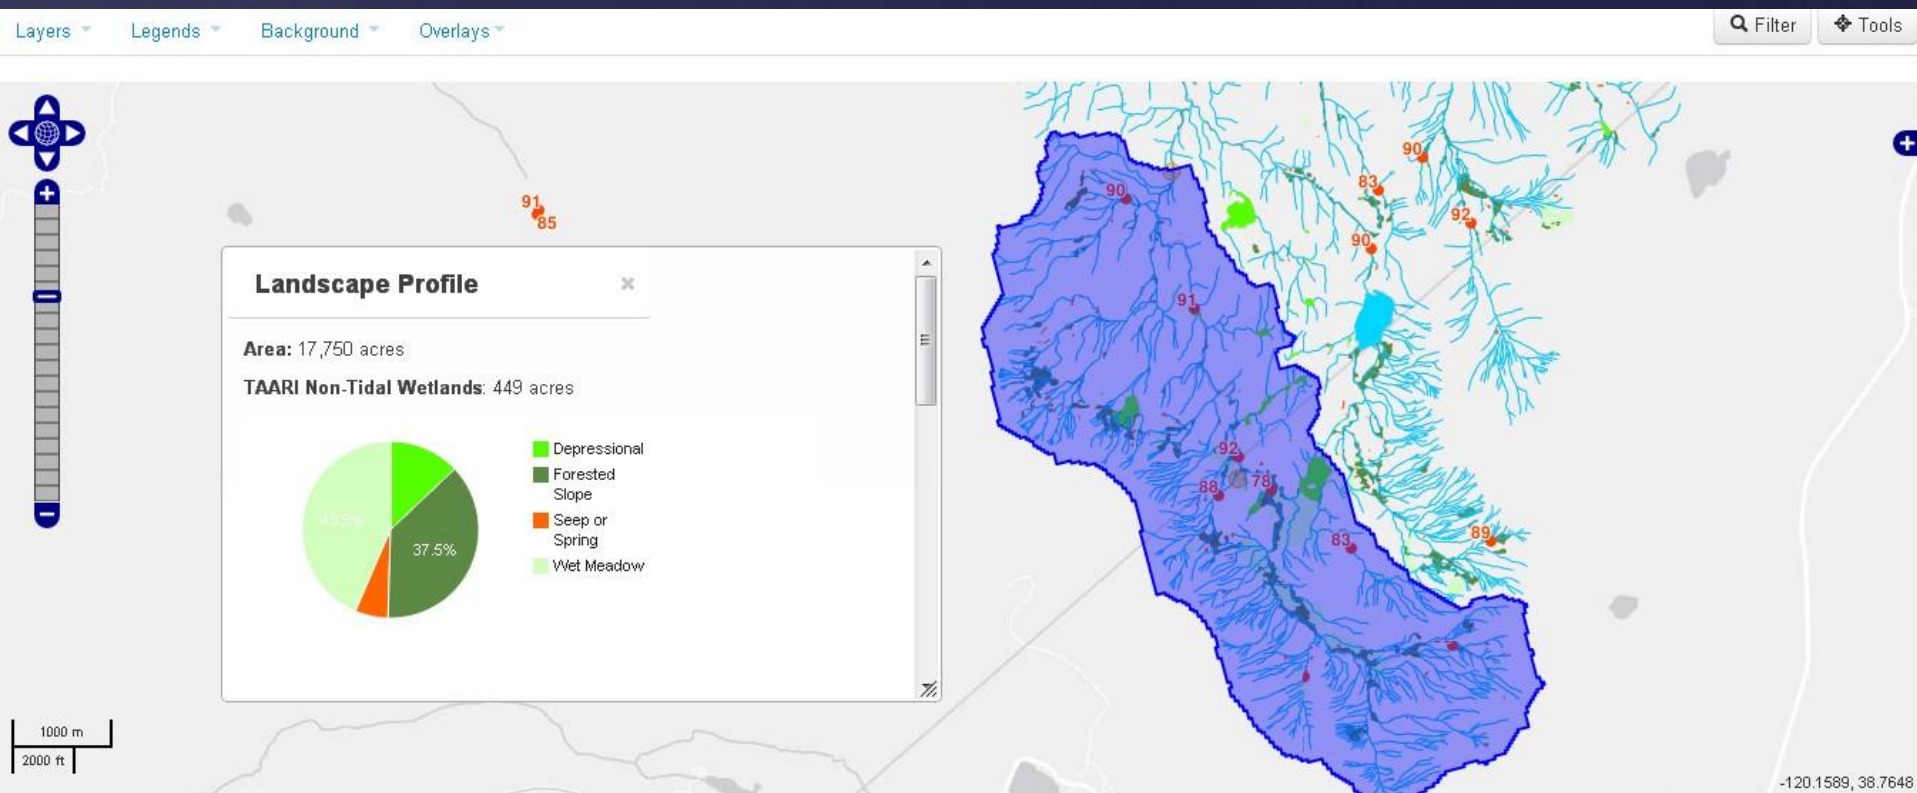 Layers
Legends
Background
Overlays
Filter
Tools
90
83
92
90
90
91
85
91
Landscape Profile
Area: 17,750 acres
TAARI Non-Tidal Wetlands: 449 acres
Depressional
Forested
Slope
Seep or
Spring
Wet Meadow
37.5%
92
88
78
83
89
1000 m
2000 ft
-120.1589, 38.7648